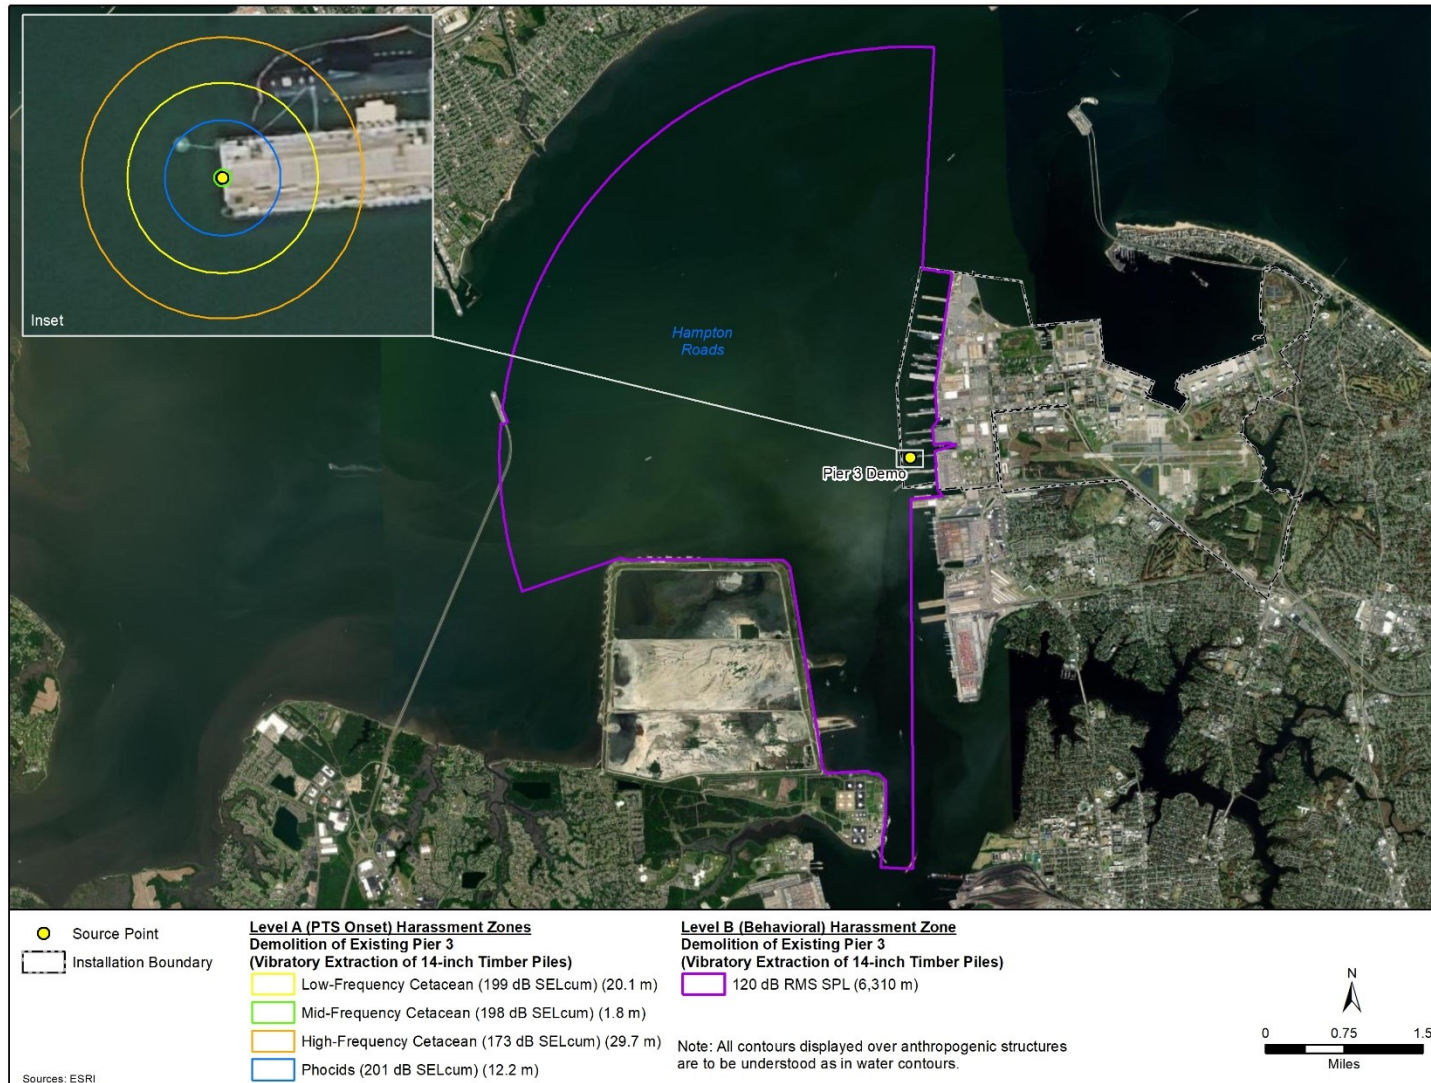 Inset
Hampton
Roads
Pier 3 Demo
Source Point
Installation Boundary
Level A (PTS Onset) Harassment Zones
Demolition of Existing Pier 3
(Vibratory Extraction of 14-inch Timber Piles)
Low-Frequency Cetacean (199 dB SELcum) (20.1 m)
Mid-Frequency Cetacean (198 dB SELcum) (1.8 m)
High-Frequency Cetacean (173 dB SELcum) (29.7 m)
Phocids (201 dB SELcum) (12.2 m)
Level B (Behavioral) Harassment Zone
Demolition of Existing Pier 3
(Vibratory Extraction of 14-inch Timber Piles)
120 dB RMS SPL (6,310 m)
Note: All contours displayed over anthropogenic structures
are to be understood as in water contours.
N
0 0.75 1.5
Miles
Sources: ESRI